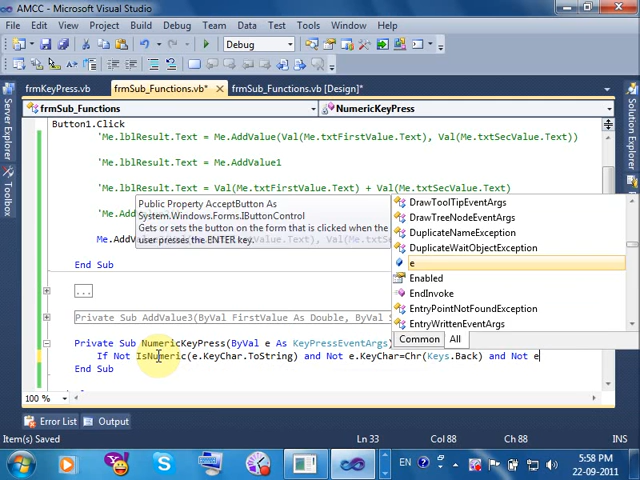 AMCC - Microsoft Visual Studio
File Edit View Project Build Debug Team Data Test Tools Window Help
Debug
frmKeyPress.vb frmSub_Functions.vb* frmSub_Functions.vb [Design]*
frmSub_Functions NumericKeyPress
Server Explorer
Toolbox
Solution Explorer
Button1.Click
'Me.lblResult.Text = Me.AddValue(Val(Me.txtFirstValue.Text), Val(Me.txtSecValue.Text))
'Me.lblResult.Text = Me.AddValue1
'Me.lblResult.Text = Val(Me.txtFirstValue.Text) + Val(Me.txtSecValue.Text)
Public Property AcceptButton As
System.Windows.Forms.IButtonControl
Gets or sets the button on the form that is clicked when the
user presses the ENTER key.
DrawToolTipEventArgs
DrawTreeNodeEventArgs
DuplicateNameException
DuplicateWaitObjectException
e
Enabled
EndInvoke
EntryPointNotFoundException
EntryWrittenEventArgs
Common All
End Sub
...
Private Sub AddValue3(ByVal FirstValue As Double, ByVal S
Private Sub NumericKeyPress(ByVal e As KeyPressEventArgs)
If Not IsNumeric(e.KeyChar.ToString) and Not e.KeyChar=Chr(Keys.Back) and Not e
End Sub
100 %
Error List Output
Item(s) Saved Ln 33 Col 88 Ch 88 INS
EN 5:58 PM
22-09-2011